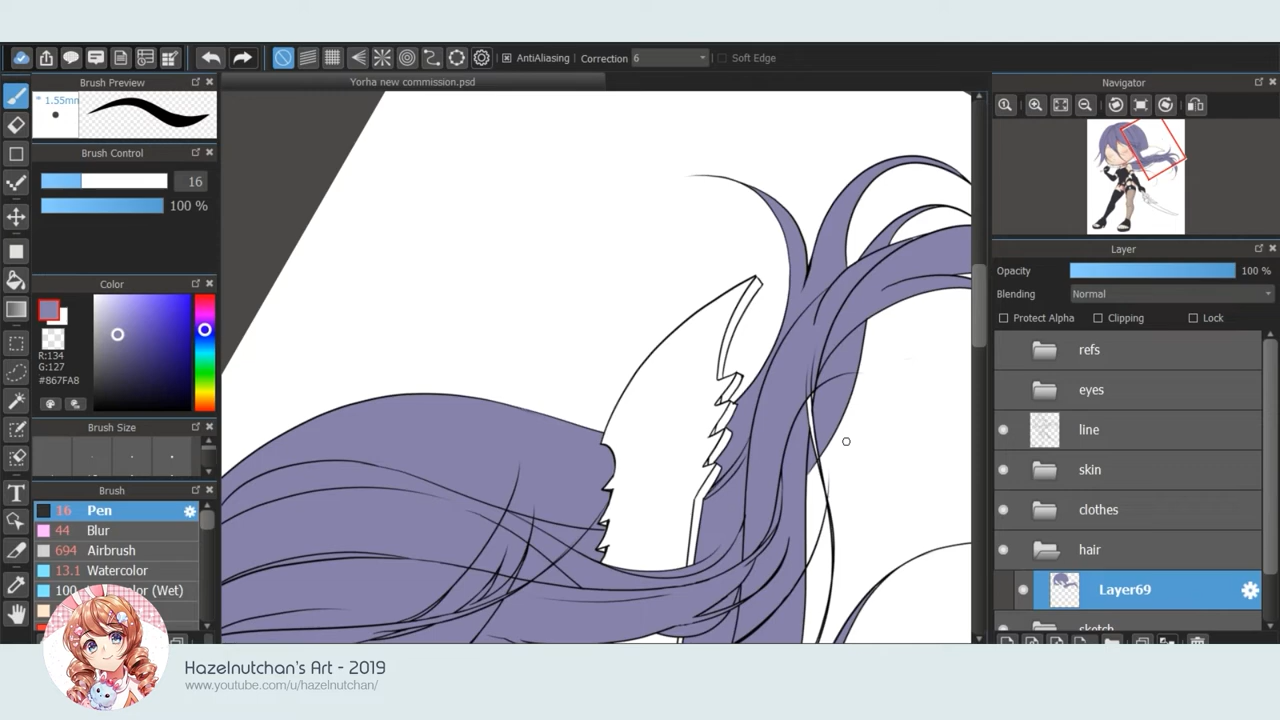 AntiAliasing Correction 6 Soft Edge
Brush Preview
Yorha new commission.psd
Navigator
* 1.55mm
Brush Control
16
100 %
Color
R:134
G:127
#867FA8
Brush Size
Brush
16 Pen
44 Blur
694 Airbrush
13.1 Watercolor
100 (Wet)
T
Layer
Opacity 100 %
Blending Normal
Protect Alpha Clipping Lock
refs
eyes
line
skin
clothes
hair
Layer69
sketch
Hazelnutchan's Art - 2019
www.youtube.com/u/hazelnutchan/